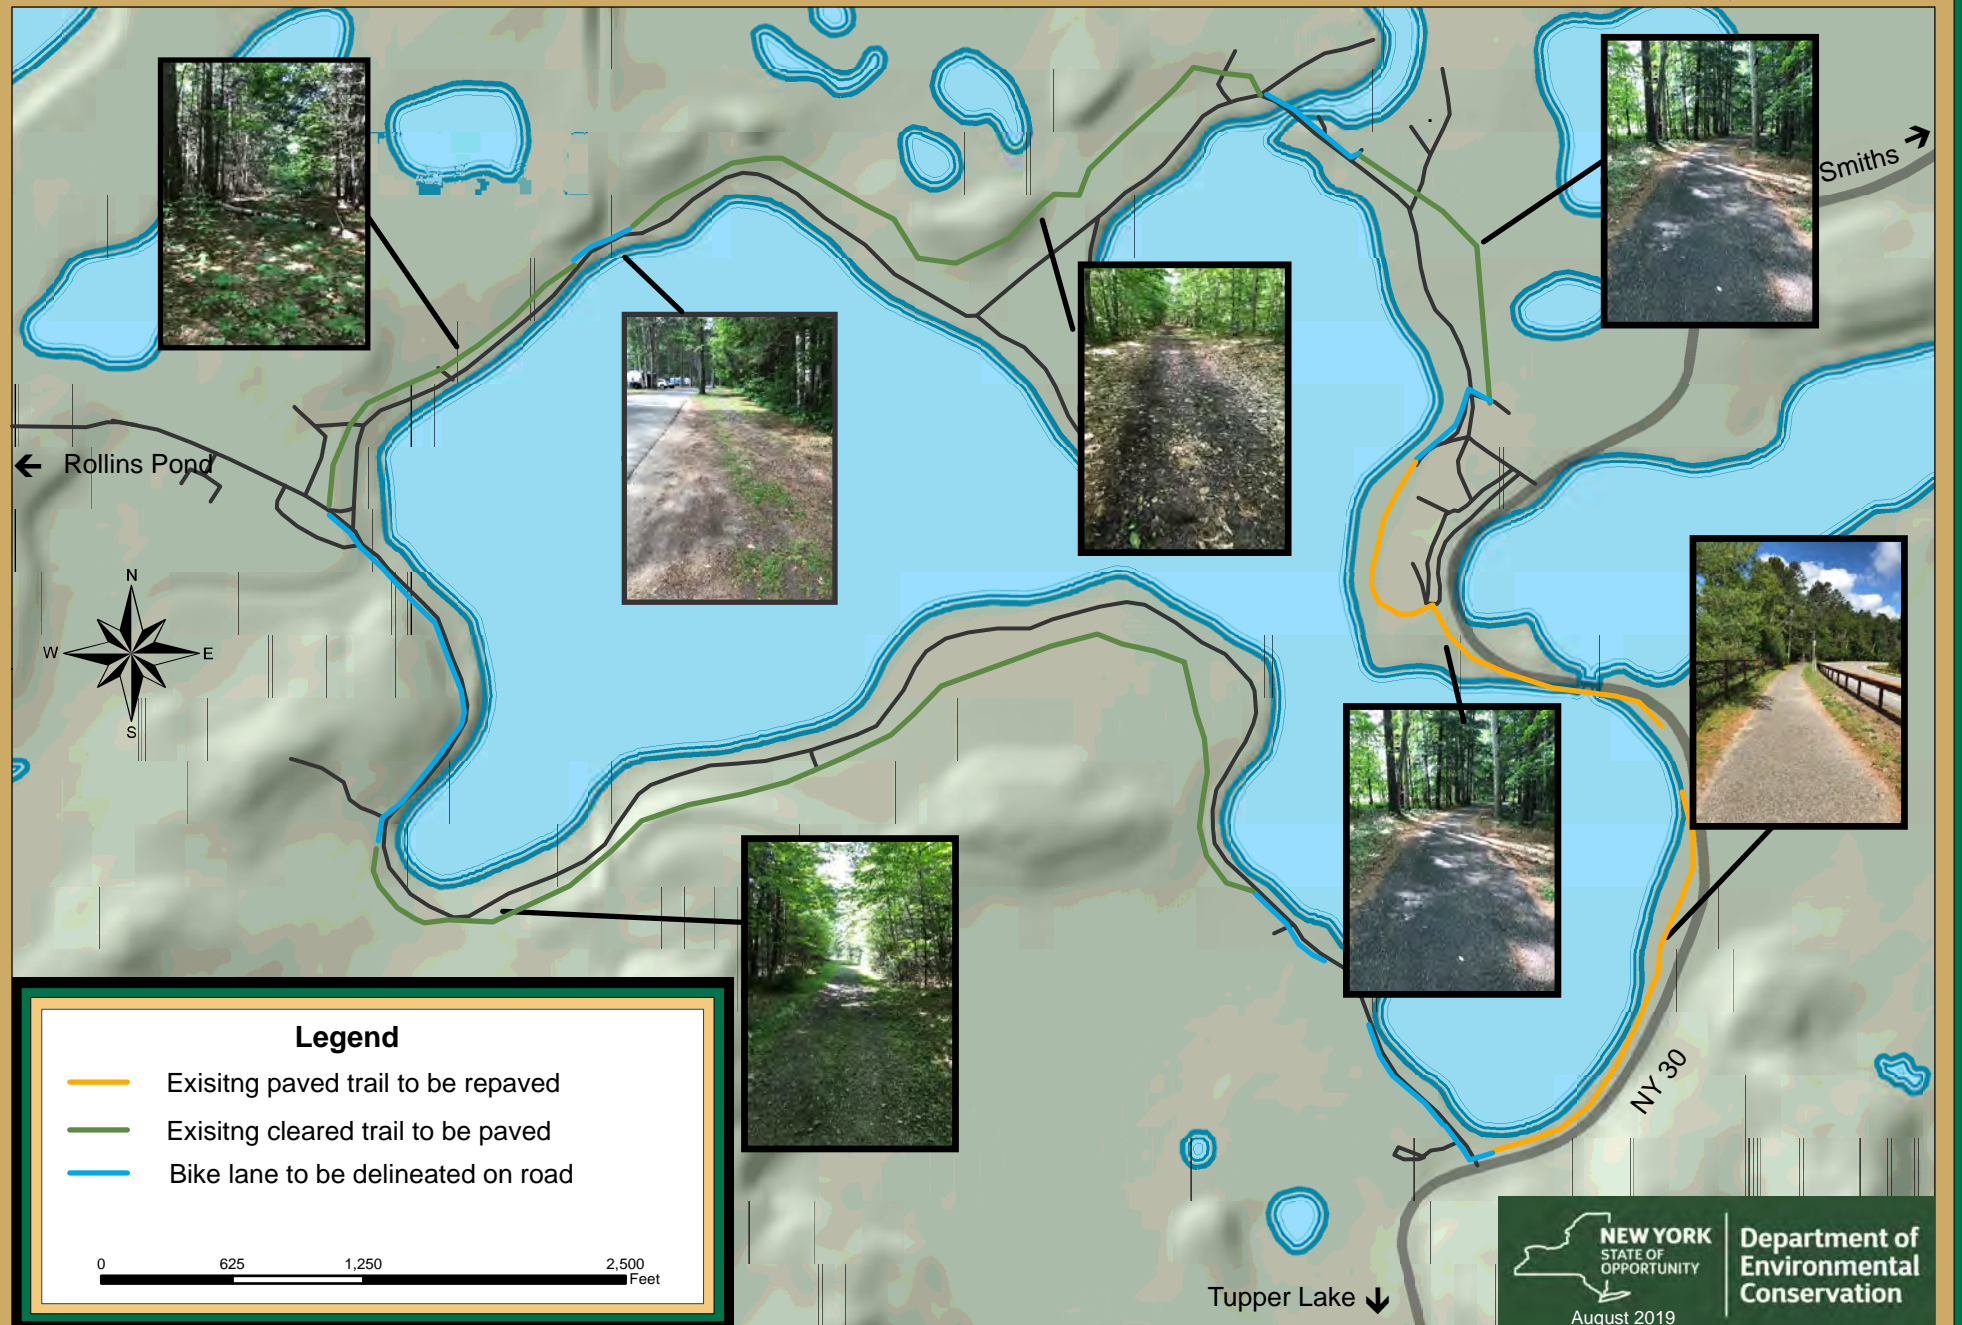 Smiths
Rollins Pond
N
W
E
S
NY 30
Tupper Lake
Legend
Exisitng paved trail to be repaved
Exisitng cleared trail to be paved
Bike lane to be delineated on road
0 625 1,250 2,500
Feet
NEW YORK
STATE OF
OPPORTUNITY
Department of
Environmental
Conservation
August 2019